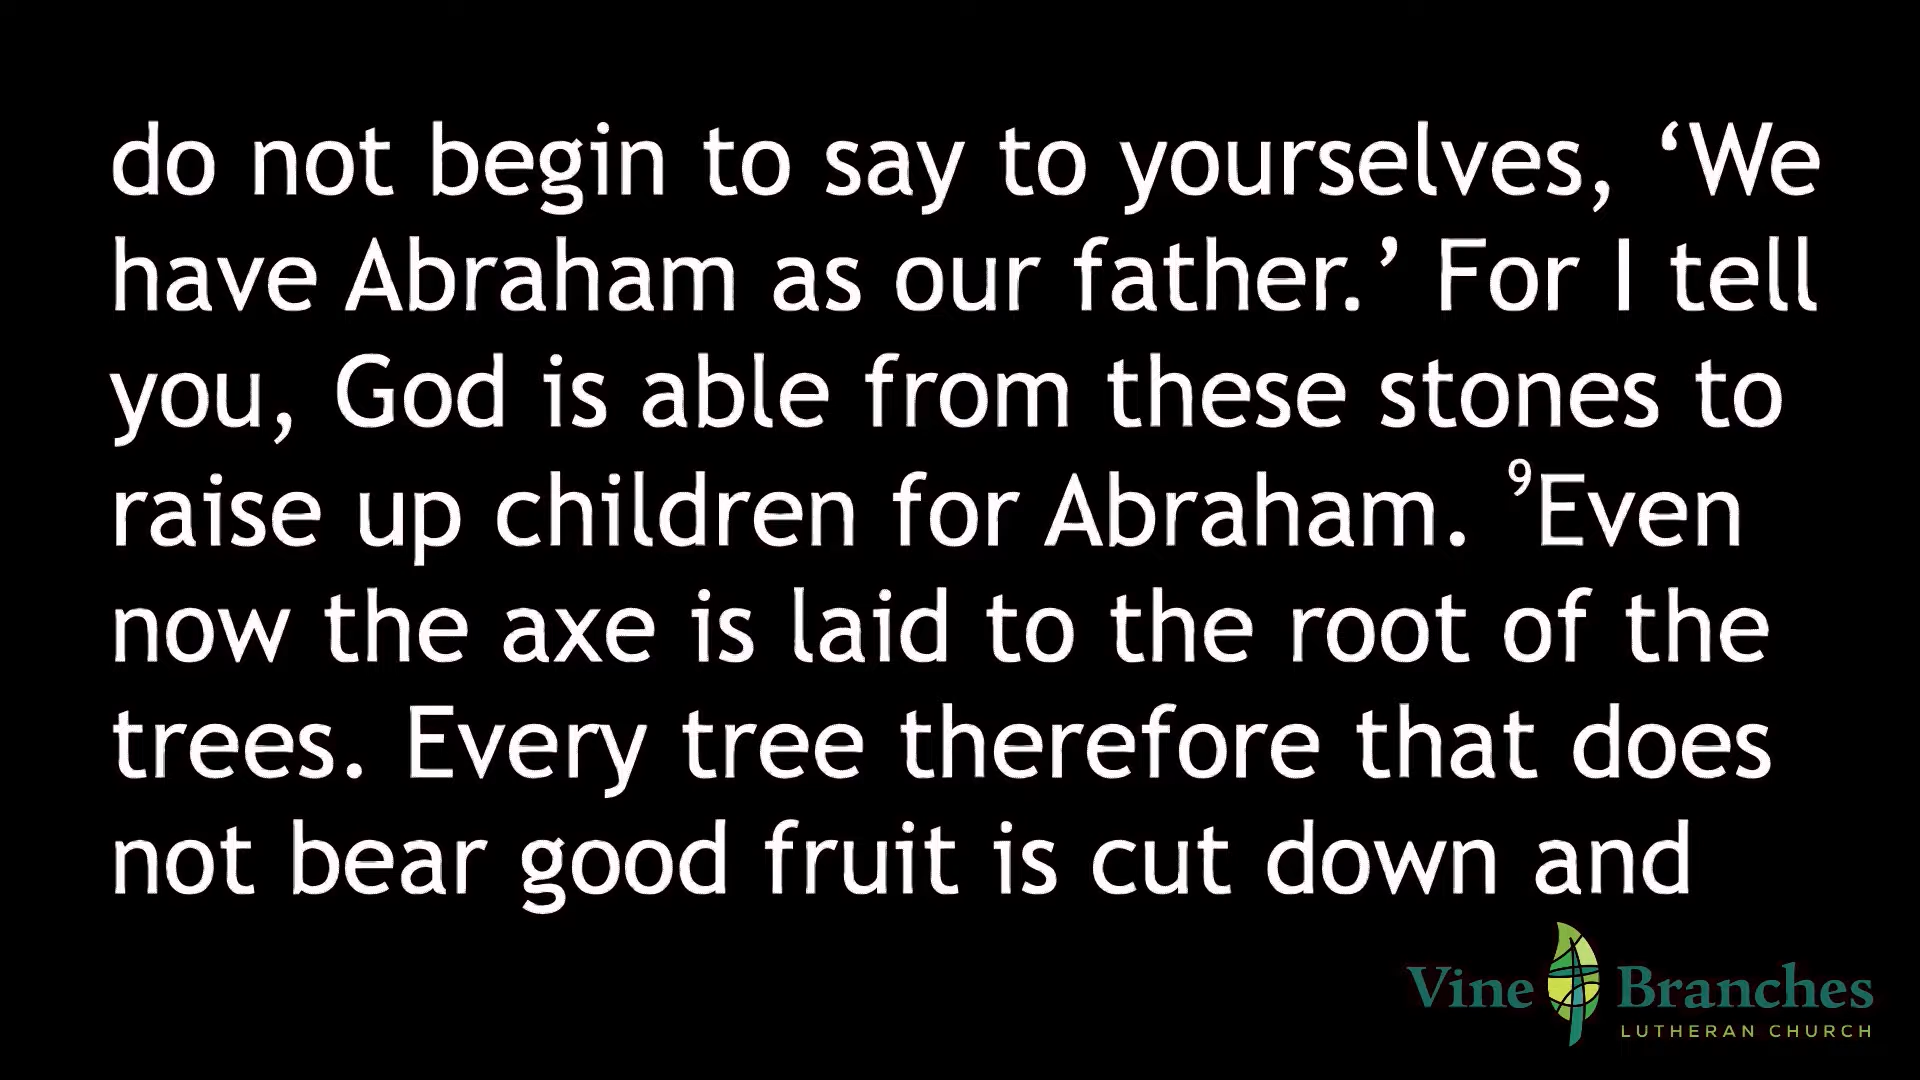 do not begin to say to yourselves, ‘We
have Abraham as our father.’ For I tell
you, God is able from these stones to
raise up children for Abraham. ⁹Even
now the axe is laid to the root of the
trees. Every tree therefore that does
not bear good fruit is cut down and
Vine Branches
LUTHERAN CHURCH